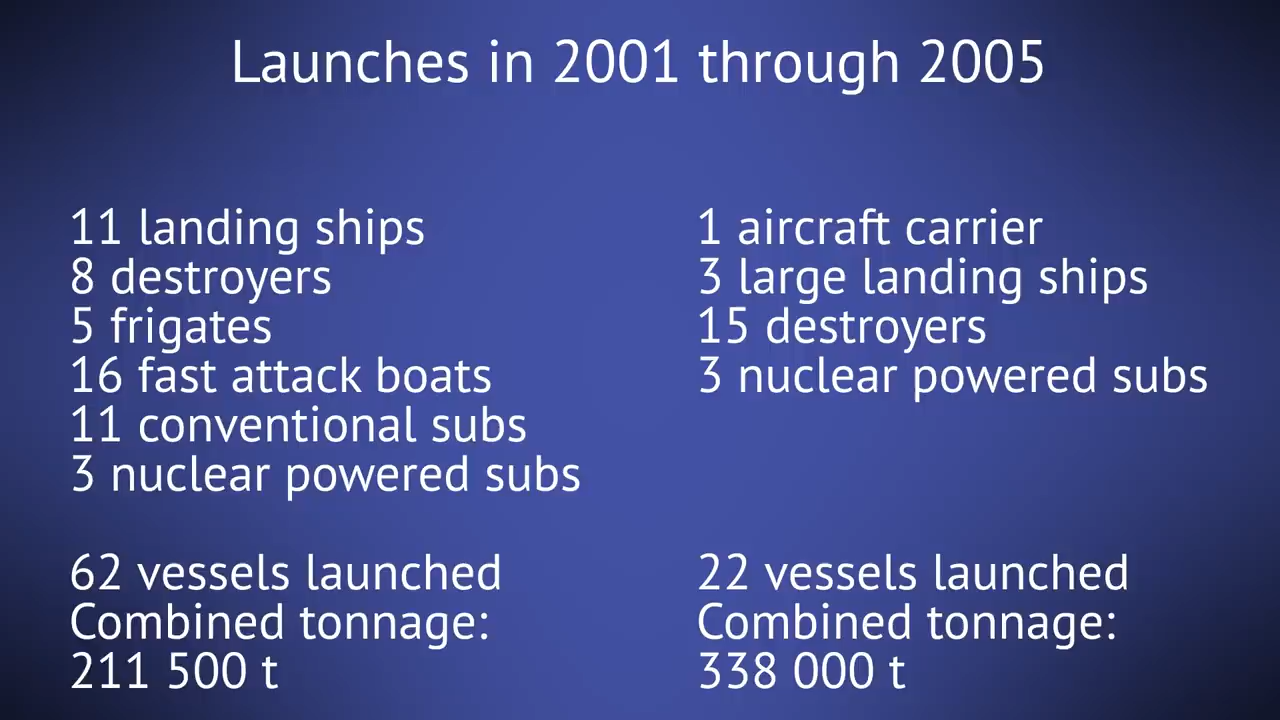 Launches in 2001 through 2005
11 landing ships
8 destroyers
5 frigates
16 fast attack boats
11 conventional subs
3 nuclear powered subs
62 vessels launched
Combined tonnage:
211 500 t
1 aircraft carrier
3 large landing ships
15 destroyers
3 nuclear powered subs
22 vessels launched
Combined tonnage:
338 000 t